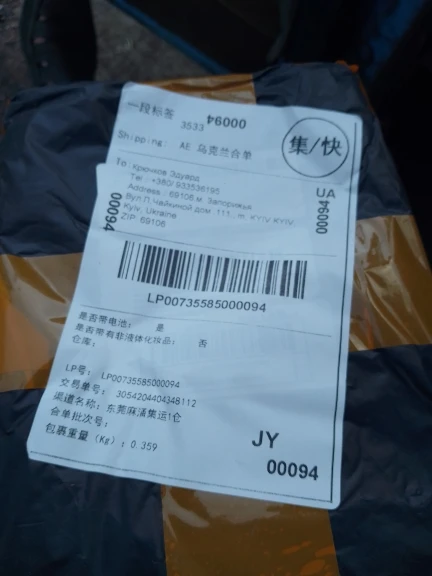 一段标签
3533
00094
集/快
Shipping: AE 乌克兰合单
To: Крючков Эдуард
Tel: +380/ 933536195
Address: 69106 м. Запорижья
Вул.Л.Чайкиной дом. 111, m. KYIV, KYIV
Kyiv, Ukraine
ZIP: 69106
UA
00094
00094
LP00735585000094
是否带电池： 是
是否带有非液体化妆品： 否
仓库：
LP号: LP00735585000094
交易单号: 3054204404348112
渠道名称: 东莞麻涌集运1仓
合单批次号:
包裹重量 (Kg): 0.359
JY
00094